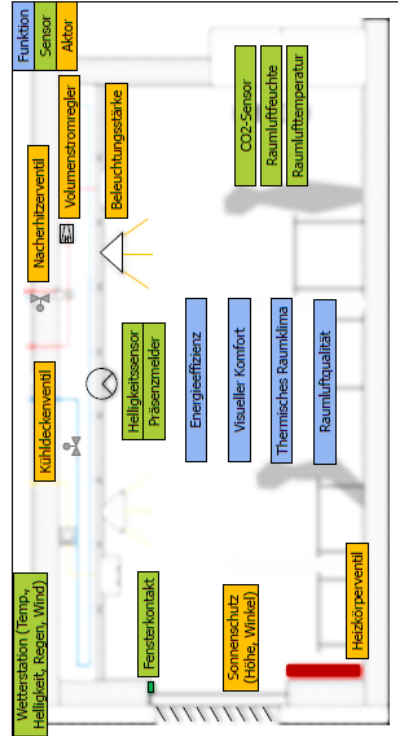 Wetterstation (Temp.,
Helligkeit, Regen, Wind)
Kühldeckenventil
Nacherhitzerventil
Funktion
Sensor
Aktor
Volumenstromregler
Beleuchtungsstärke
Fensterkontakt
Helligkeitssensor
Präsenzmelder
Energieeffizienz
Visueller Komfort
Thermisches Raumklima
Raumluftqualität
CO2-Sensor
Raumluftfeuchte
Raumlufttemperatur
Sonnenschutz
(Höhe, Winkel)
Heizkörperventil